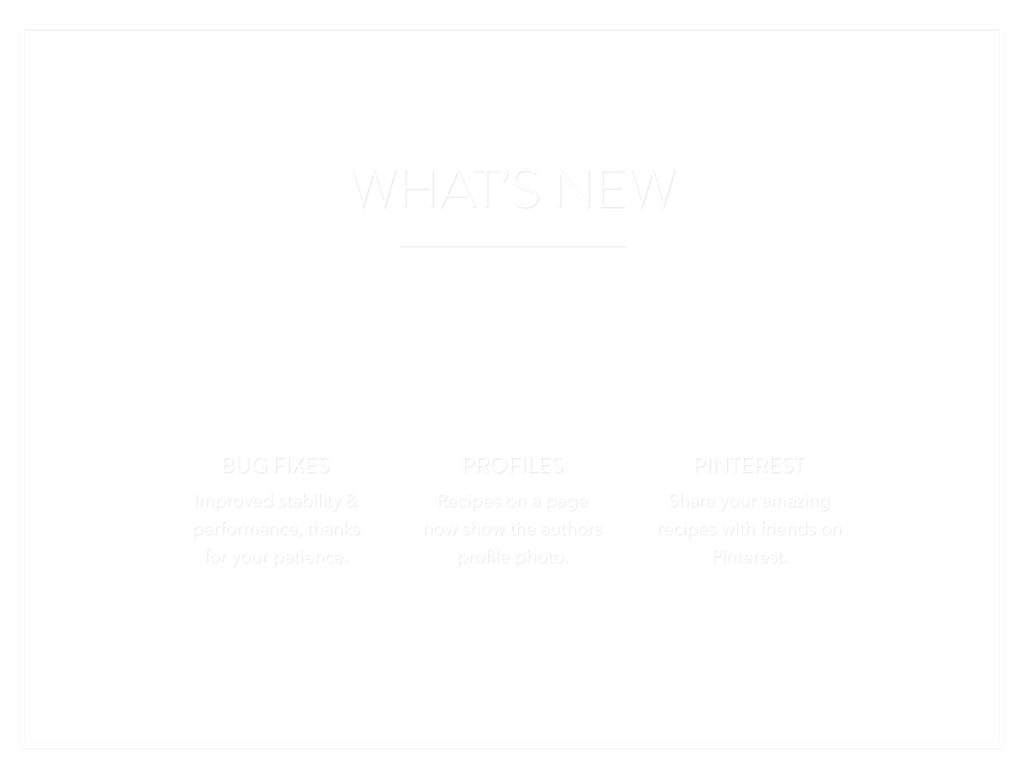 WHAT'S NEW
BUG FIXES
Improved stability &
performance, thanks
for your patience.
PROFILES
Recipes on a page
now show the authors
profile photo.
PINTEREST
Share your amazing
recipes with friends on
Pinterest.